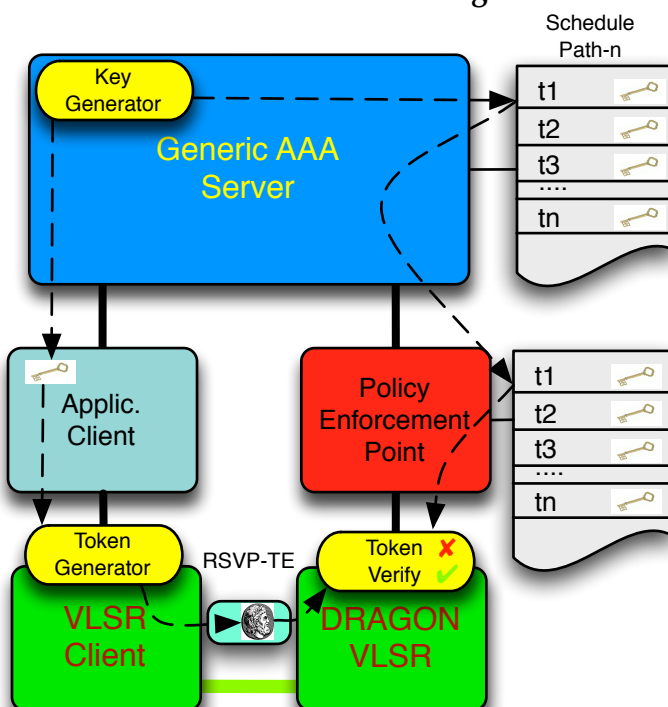 g
Schedule
Path-n
Key
Generator
Generic AAA
Server
t1
t2
t3
....
tn
Applic.
Client
Policy
Enforcement
Point
t1
t2
t3
....
tn
Token
Generator
RSVP-TE
Token ✘
Verify ✔
VLSR
Client
DRAGON
VLSR